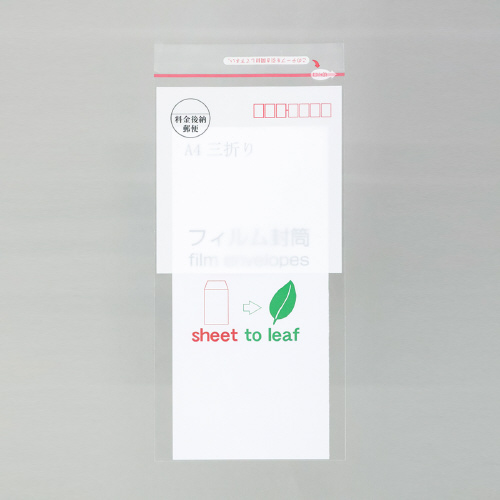 料金後納
郵便
A4 三折り
フィルム封筒
film envelopes
sheet to leaf